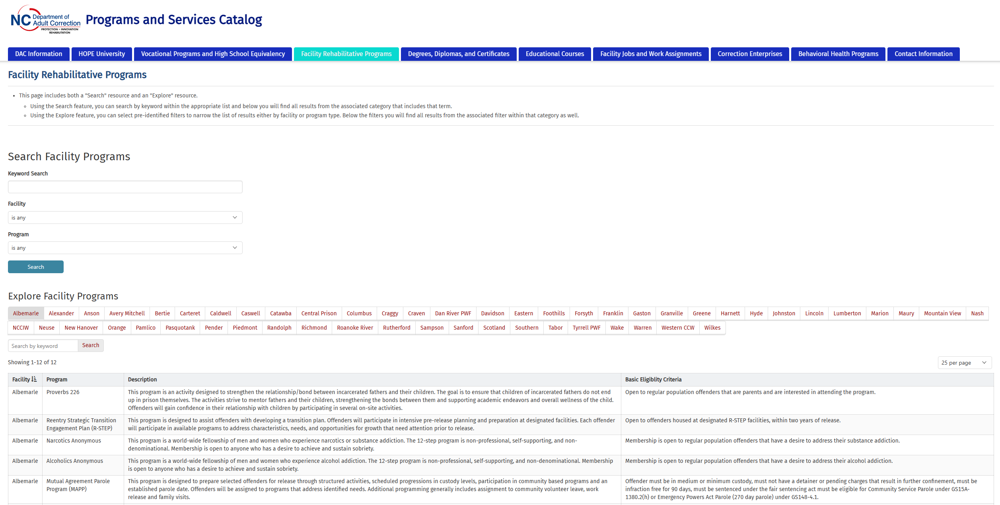 NC Department of
Adult Correction
PROTECTION • INNOVATION
REHABILITATION
Programs and Services Catalog
DAC Information
HOPE University
Vocational Programs and High School Equivalency
Facility Rehabilitative Programs
Degrees, Diplomas, and Certificates
Educational Courses
Facility Jobs and Work Assignments
Correction Enterprises
Behavioral Health Programs
Contact Information
Facility Rehabilitative Programs
• This page includes both a "Search" resource and an "Explore" resource.
◦ Using the Search feature, you can search by keyword within the appropriate list and below you will find all results from the associated category that includes that term.
◦ Using the Explore feature, you can select pre-identified filters to narrow the list of results either by facility or program type. Below the filters you will find all results from the associated filter within that category as well.
Search Facility Programs
Keyword Search
Facility
is any
Program
is any
Search
Explore Facility Programs
Albemarle Alexander Anson Avery Mitchell Bertie Carteret Caldwell Caswell Catawba Central Prison Columbus Craggy Craven Dan River PWF Davidson Eastern Foothills Forsyth Franklin Gaston Granville Greene Harnett Hyde Johnston Lincoln Lumberton Marion Maury Mountain View Nash
NCCIW Neuse New Hanover Orange Pamlico Pasquotank Pender Piedmont Randolph Richmond Roanoke River Rutherford Sampson Sanford Scotland Southern Tabor Tyrrell PWF Wake Warren Western CCW Wilkes
Search by keyword Search
Showing 1-12 of 12
25 per page
Facility Program Description Basic Eligiblity Criteria
Albemarle
Proverbs 226
This program is an activity designed to strengthen the relationship/bond between incarcerated fathers and their children. The goal is to ensure that children of incarcerated fathers do not end
up in prison themselves. The activities strive to mentor fathers and their children, strengthening the bonds between them and supporting academic endeavors and overall wellness of the child.
Offenders will gain confidence in their relationship with children by participating in several on-site activities.
Open to regular population offenders that are parents and are interested in attending the program.
Albemarle
Reentry Strategic Transition
Engagement Plan (R-STEP)
This program is designed to assist offenders with developing a transition plan. Offenders will participate in intensive pre-release planning and preparation at designated facilities. Each offender
will participate in available programs to address characteristics, needs, and opportunities for growth that need attention prior to release.
Open to offenders housed at designated R-STEP facilities, within two years of release.
Albemarle
Narcotics Anonymous
This program is a world-wide fellowship of men and women who experience narcotics or substance addiction. The 12-step program is non-professional, self-supporting, and non-
denominational. Membership is open to anyone who has a desire to achieve and sustain sobriety.
Membership is open to regular population offenders that have a desire to address their substance addiction.
Albemarle
Alcoholics Anonymous
This program is a world-wide fellowship of men and women who experience alcohol addiction. The 12-step program is non-professional, self-supporting, and non-denominational. Membership
is open to anyone who has a desire to achieve and sustain sobriety.
Membership is open to regular population offenders that have a desire to address their alcohol addiction.
Albemarle
Mutual Agreement Parole
Program (MAPP)
This program is designed to prepare selected offenders for release through structured activities, scheduled progressions in custody levels, participation in community based programs and an
established parole date. Offenders will be assigned to programs that address identified needs. Additional programming generally includes assignment to community volunteer leave, work
release and family visits.
Offender must be in medium or minimum custody, must not have a detainer or pending charges that result in further confinement, must be
infraction free for 90 days, must be sentenced under the fair sentencing act must be eligible for Community Service Parole under GS15A-
1380.2(h) or Emergency Powers Act Parole (270 day parole) under GS148-4.1.